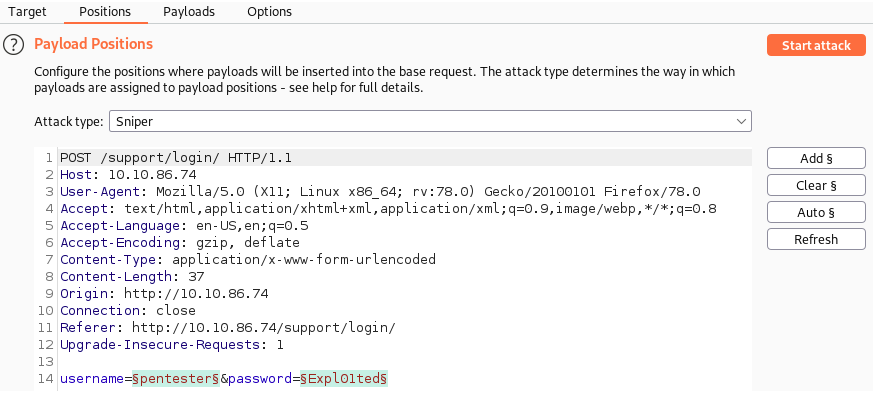 Target Positions Payloads Options
? Payload Positions Start attack
Configure the positions where payloads will be inserted into the base request. The attack type determines the way in which
payloads are assigned to payload positions - see help for full details.
Attack type: Sniper
1 POST /support/login/ HTTP/1.1 Add §
2 Host: 10.10.86.74
3 User-Agent: Mozilla/5.0 (X11; Linux x86_64; rv:78.0) Gecko/20100101 Firefox/78.0 Clear §
4 Accept: text/html,application/xhtml+xml,application/xml;q=0.9,image/webp,*/*;q=0.8
5 Accept-Language: en-US,en;q=0.5 Auto §
6 Accept-Encoding: gzip, deflate
7 Content-Type: application/x-www-form-urlencoded Refresh
8 Content-Length: 37
9 Origin: http://10.10.86.74
10 Connection: close
11 Referer: http://10.10.86.74/support/login/
12 Upgrade-Insecure-Requests: 1
13
14 username=§pentester§&password=§Expl01ted§